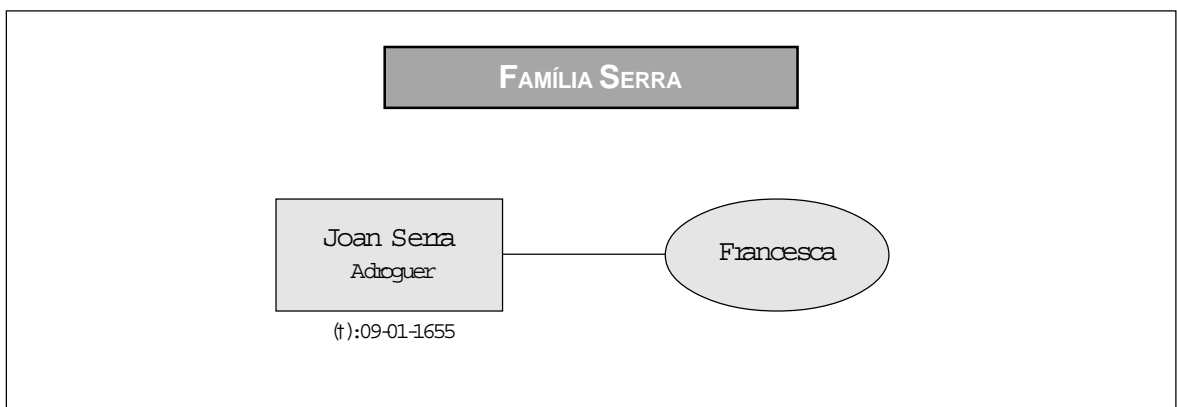 FAMÍLIA SERRA
Joan Serra
Adroguer
Francesca
(†):09-01-1655